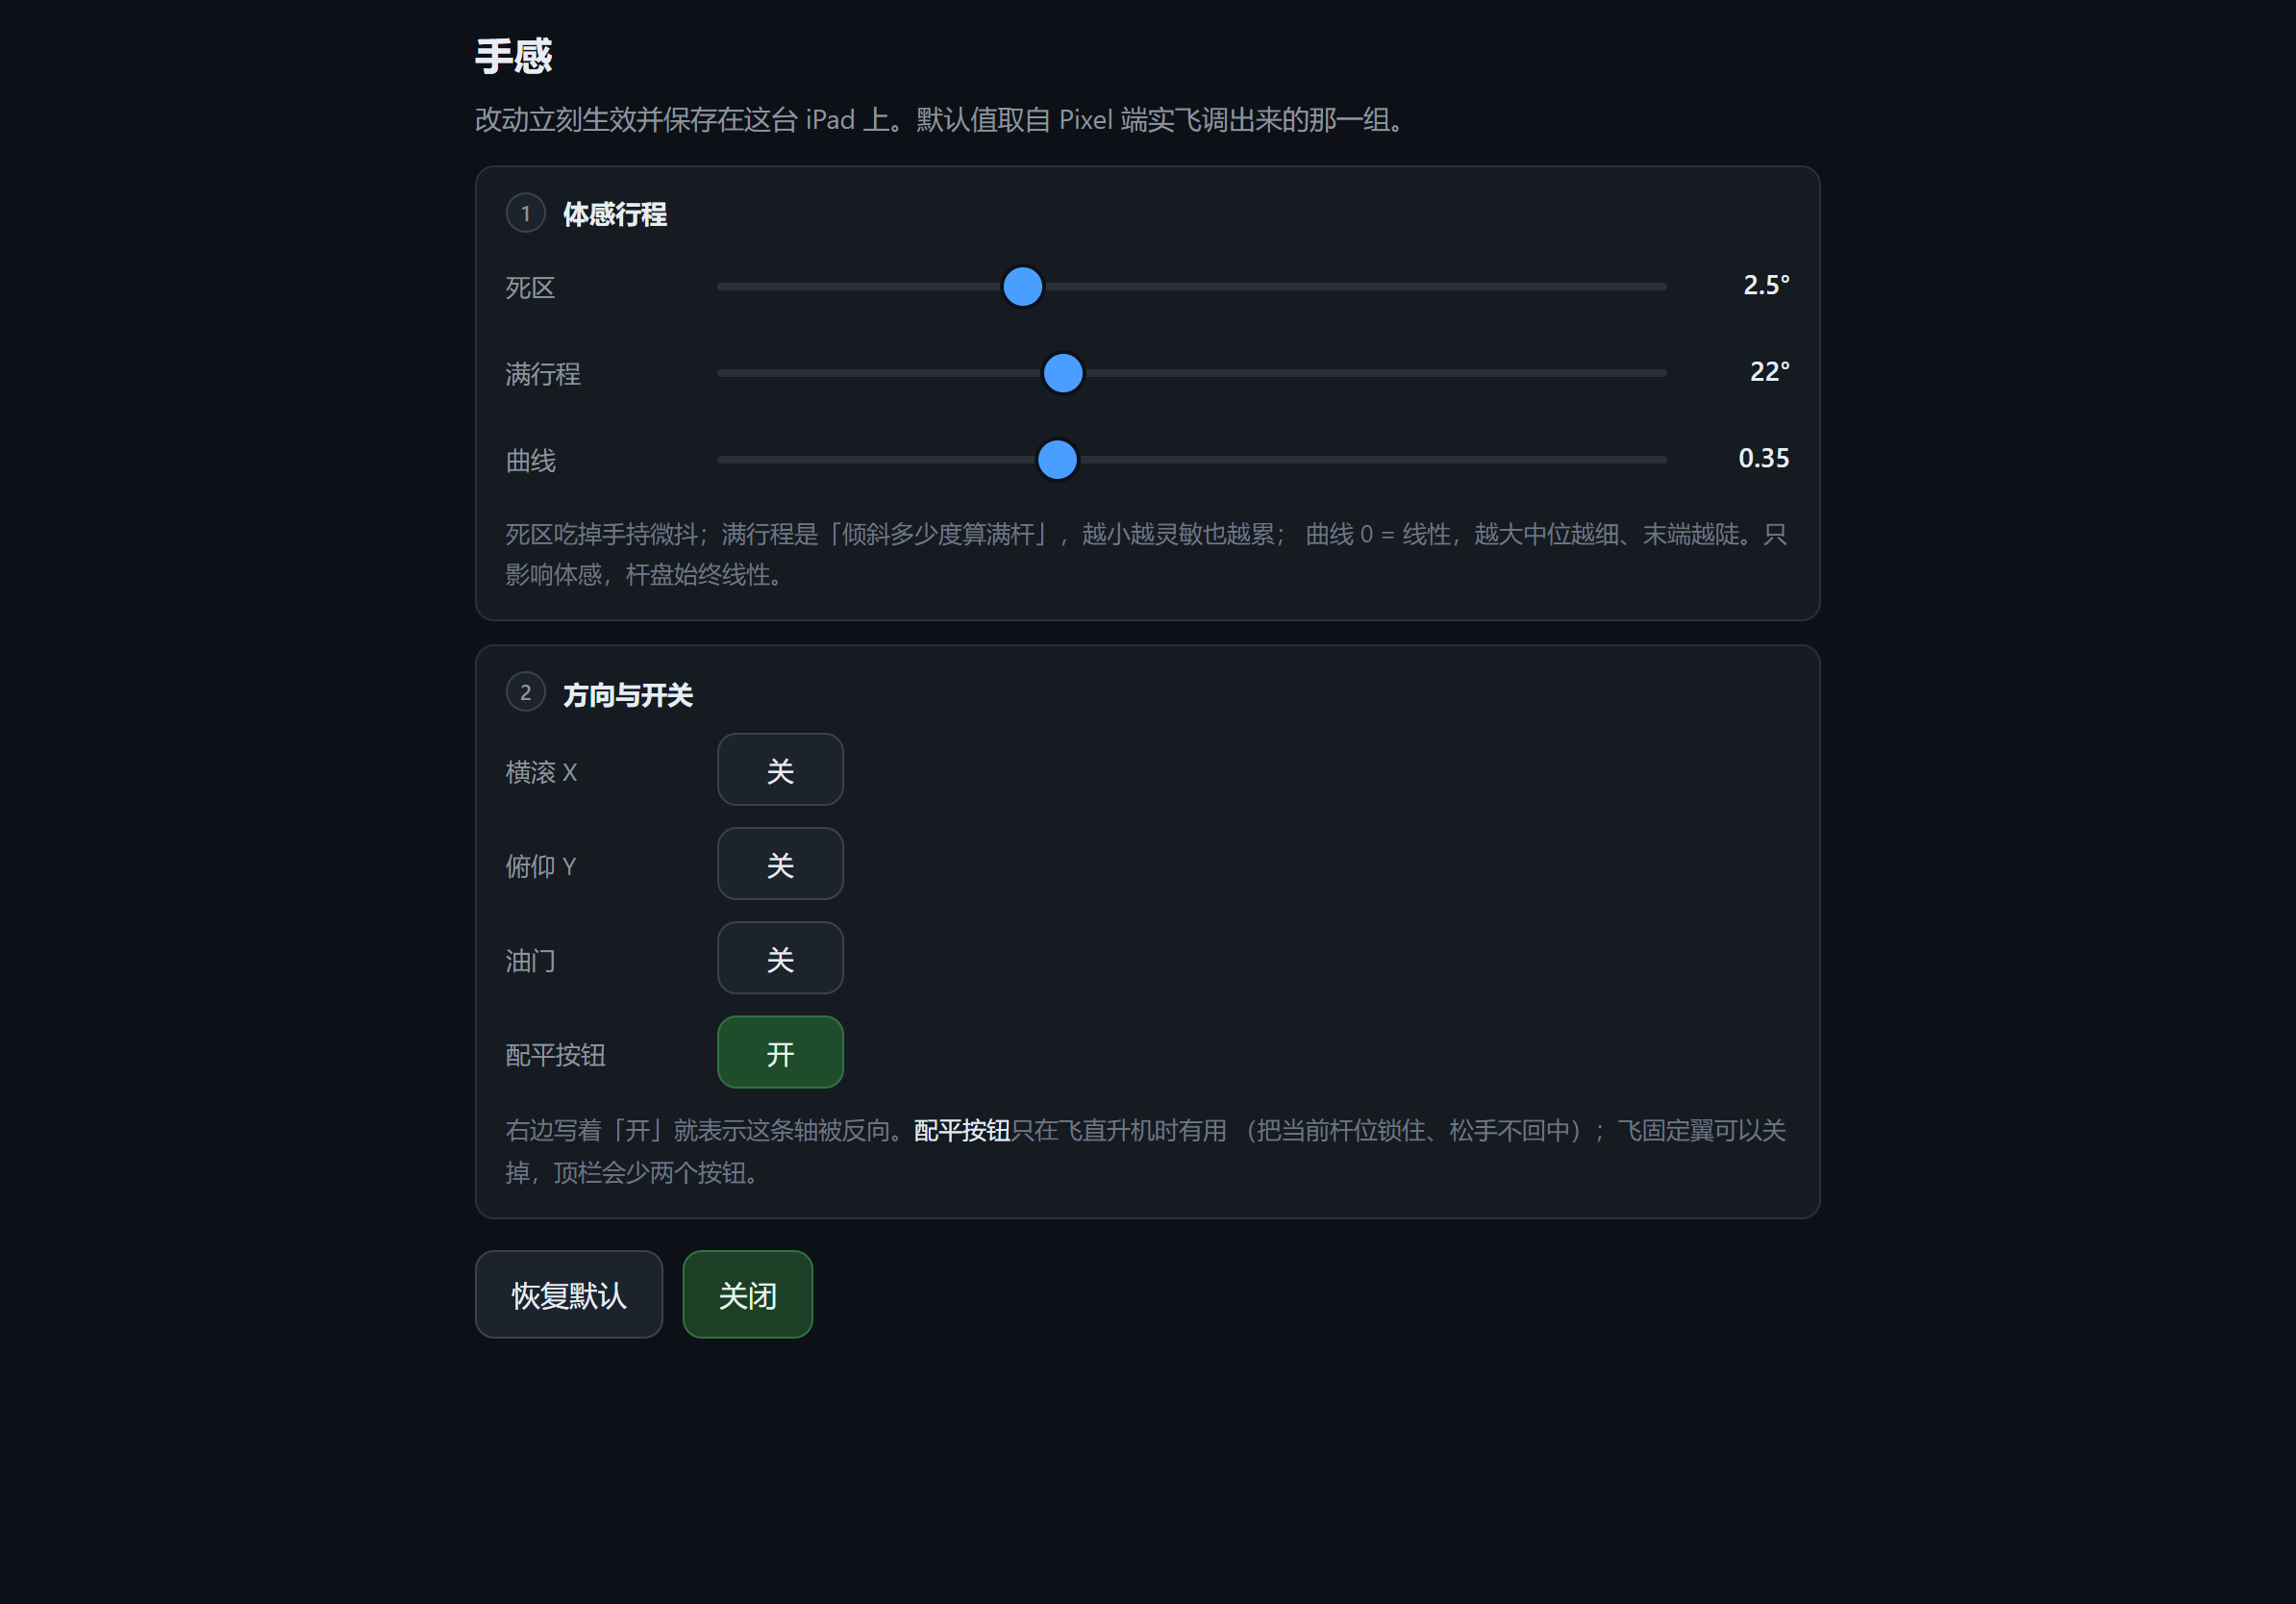 手感
改动立刻生效并保存在这台 iPad 上。默认值取自 Pixel 端实飞调出来的那一组。
1 体感行程
死区 2.5°
满行程 22°
曲线 0.35
死区吃掉手持微抖；满行程是「倾斜多少度算满杆」，越小越灵敏也越累； 曲线 0 = 线性，越大中位越细、末端越陡。只
影响体感，杆盘始终线性。
2 方向与开关
横滚 X 关
俯仰 Y 关
油门 关
配平按钮 开
右边写着「开」就表示这条轴被反向。配平按钮只在飞直升机时有用 （把当前杆位锁住、松手不回中）；飞固定翼可以关
掉，顶栏会少两个按钮。
恢复默认 关闭